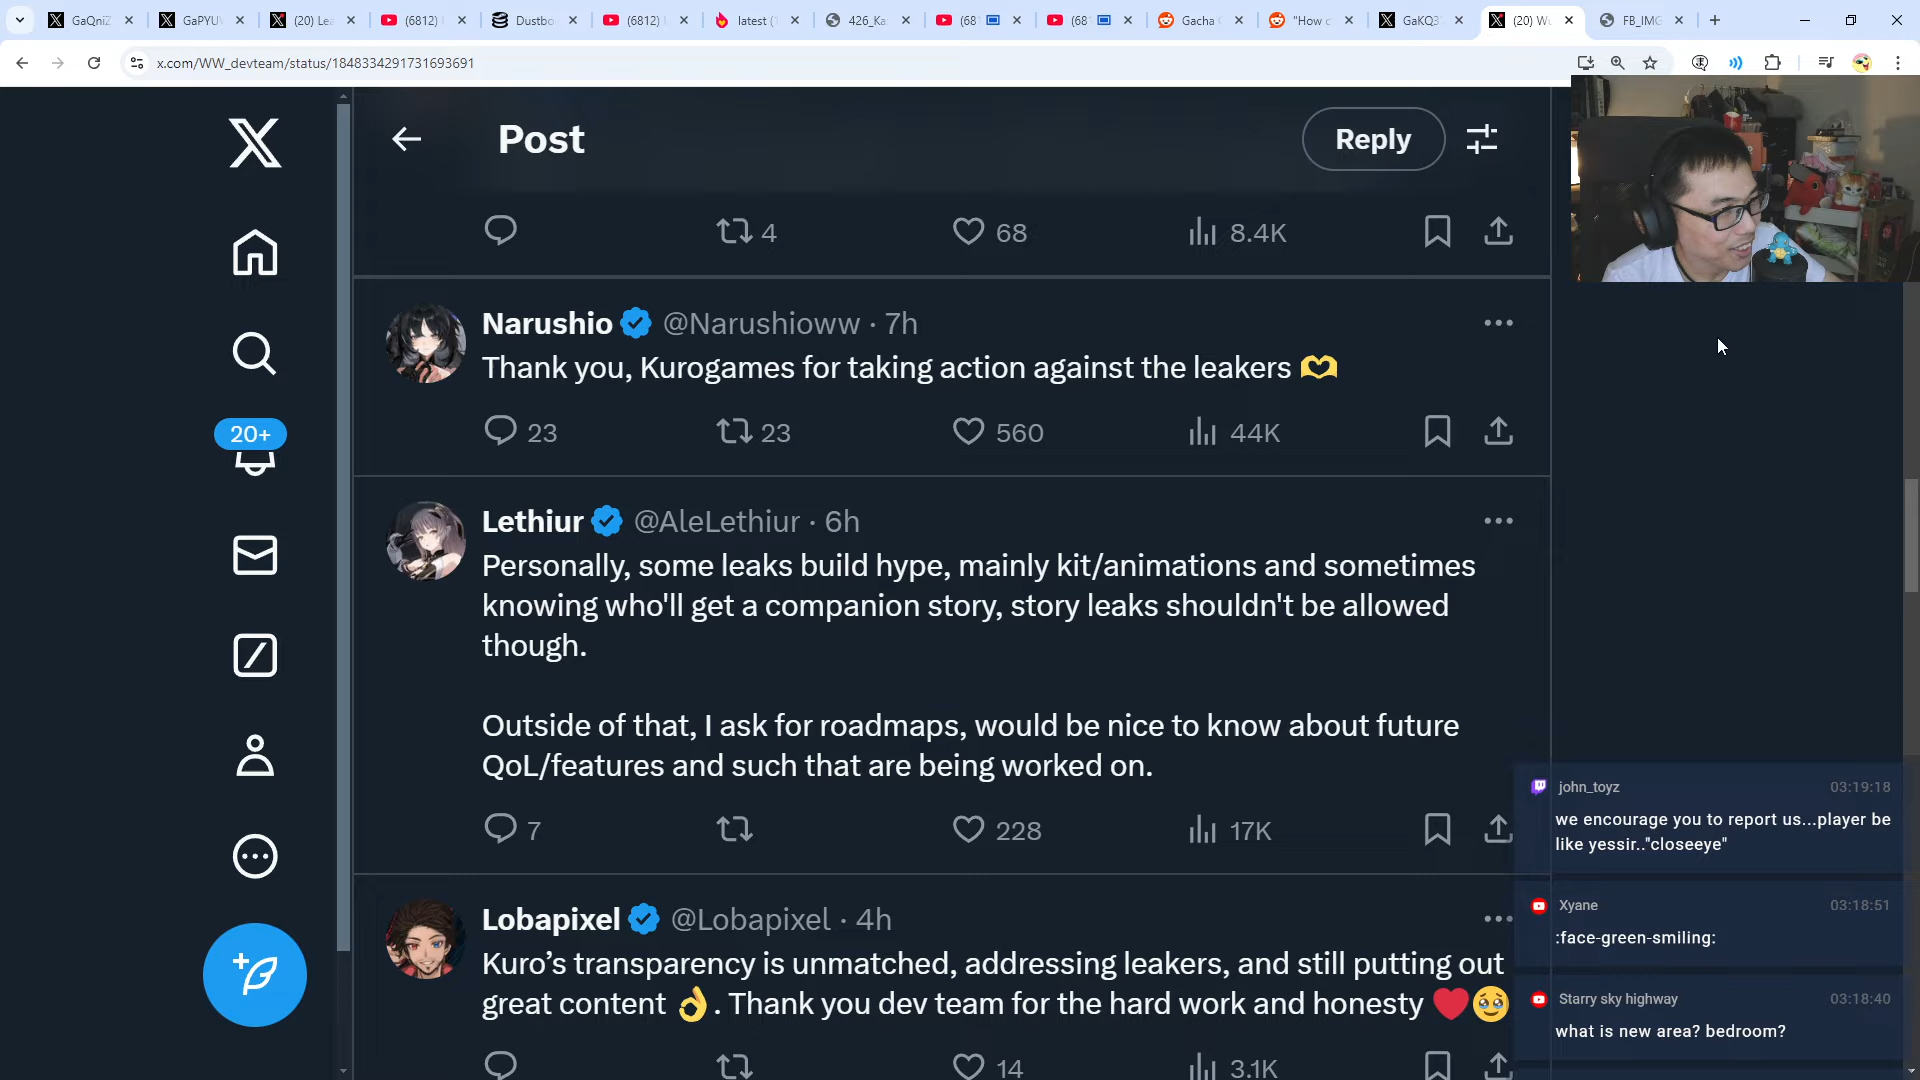 GaQniZ
GaPYUV
(20) Lea
(6812)
Dustbo
(6812)
latest (
426_Ka
(68
(68
Gacha
"How c
GaKQ3
(20) Wu
FB_IMG
x.com/WW_devteam/status/1848334291731693691
Post
Reply
4
68
8.4K
Narushio @Narushioww · 7h
Thank you, Kurogames for taking action against the leakers 🫶
23
23
560
44K
20+
Lethiur @AleLethiur · 6h
Personally, some leaks build hype, mainly kit/animations and sometimes
knowing who'll get a companion story, story leaks shouldn't be allowed
though.
Outside of that, I ask for roadmaps, would be nice to know about future
QoL/features and such that are being worked on.
7
228
17K
Lobapixel @Lobapixel · 4h
Kuro’s transparency is unmatched, addressing leakers, and still putting out
great content 👌. Thank you dev team for the hard work and honesty ❤️🥹
14
3.1K
john_toyz 03:19:18
we encourage you to report us...player be
like yessir.."closeeye"
Xyane 03:18:51
:face-green-smiling:
Starry sky highway 03:18:40
what is new area? bedroom?